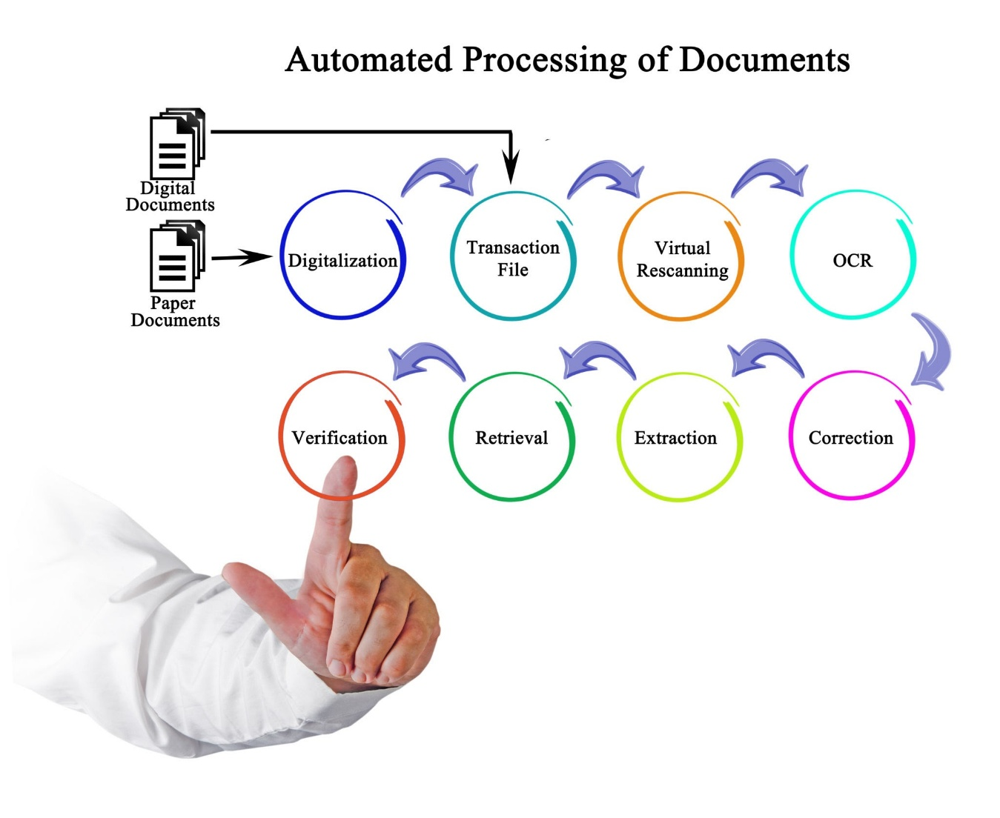 Automated Processing of Documents
Digital
Documents
Paper
Documents
Digitalization
Transaction
File
Virtual
Rescanning
OCR
Correction
Extraction
Retrieval
Verification